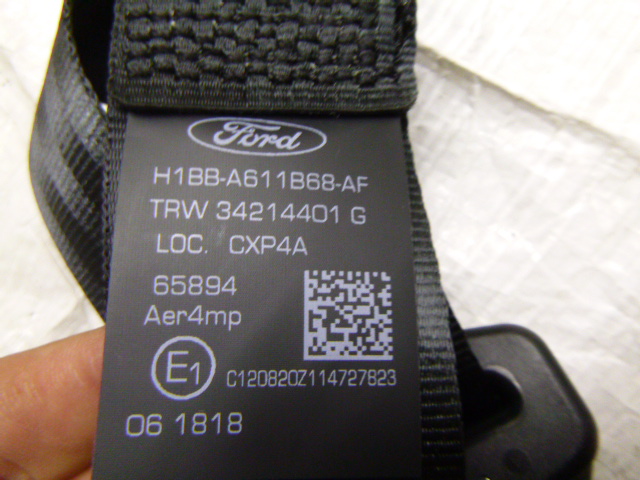 Ford
H1BB-A611B68-AF
TRW 34214401 G
LOC. CXP4A
65894
Aer4mp
E1
C120820Z114727823
06 1818